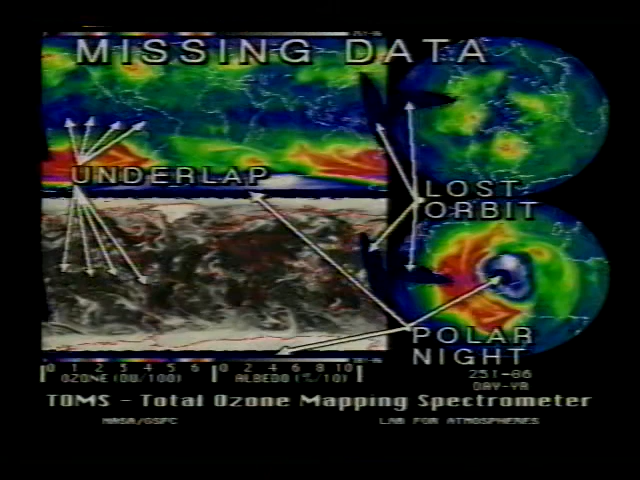 MISSING DATA
UNDERLAP
LOST
ORBIT
POLAR
NIGHT
0 1 2 3 4 5 6
0 2 4 6 8 10
OZONE (DU/100)
ALBEDO (%/10)
251-86
DAY-YR
TOMS - Total Ozone Mapping Spectrometer
NASA/GSFC
LAB FOR ATMOSPHERES